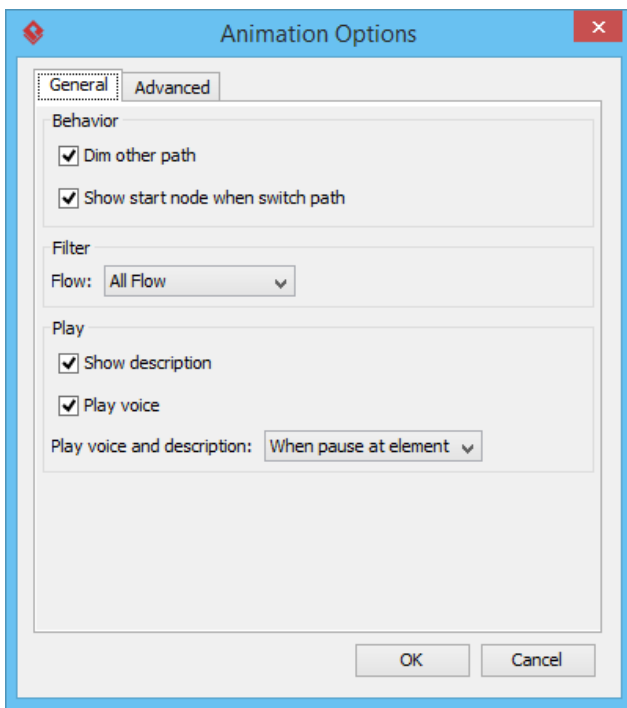 Animation Options
General Advanced
Behavior
Dim other path
Show start node when switch path
Filter
Flow: All Flow
Play
Show description
Play voice
Play voice and description: When pause at element
OK Cancel